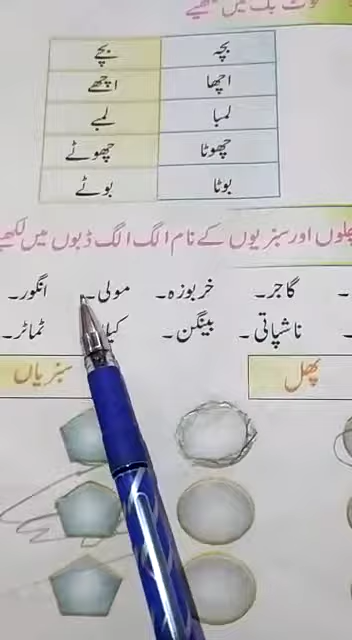 بچہ بچے
اچھا اچھے
لمبا لمبے
چھوٹا چھوٹے
بوٹا بوٹے
اور سبزیوں کے نام الگ الگ ڈبوں میں لکھیے
گاجر۔ خربوزہ۔ مولی۔ انگور۔
ناشپاتی۔ بینگن۔ ٹماٹر۔
پھل سبزیاں